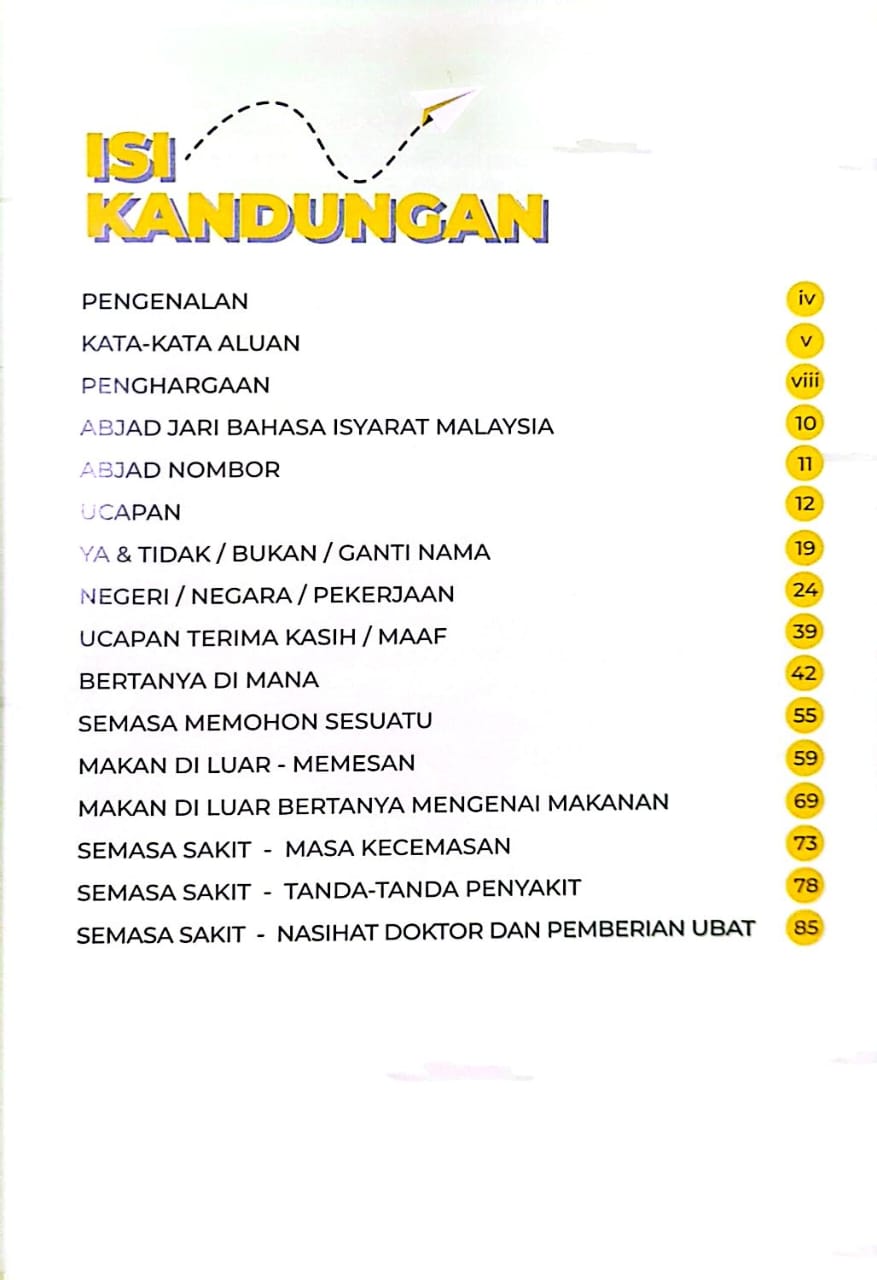 ISI
KANDUNGAN
PENGENALAN iv
KATA-KATA ALUAN v
PENGHARGAAN viii
ABJAD JARI BAHASA ISYARAT MALAYSIA 10
ABJAD NOMBOR 11
UCAPAN 12
YA & TIDAK / BUKAN / GANTI NAMA 19
NEGERI / NEGARA / PEKERJAAN 24
UCAPAN TERIMA KASIH / MAAF 39
BERTANYA DI MANA 42
SEMASA MEMOHON SESUATU 55
MAKAN DI LUAR - MEMESAN 59
MAKAN DI LUAR BERTANYA MENGENAI MAKANAN 69
SEMASA SAKIT - MASA KECEMASAN 73
SEMASA SAKIT - TANDA-TANDA PENYAKIT 78
SEMASA SAKIT - NASIHAT DOKTOR DAN PEMBERIAN UBAT 85